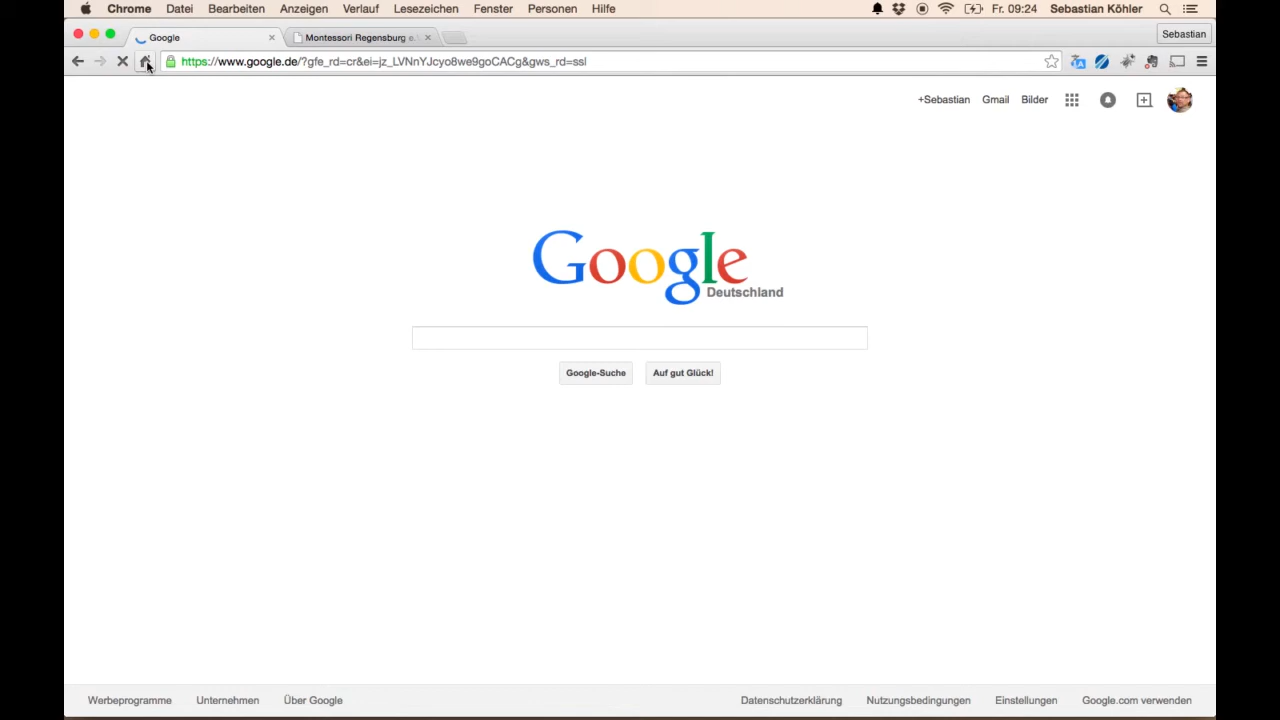 Chrome Datei Bearbeiten Anzeigen Verlauf Lesezeichen Fenster Personen Hilfe Fr. 09:24 Sebastian Köhler
Google Montessori Regensburg e. Sebastian
https://www.google.de/?gfe_rd=cr&ei=jz_LVNnYJcyo8we9goCACg&gws_rd=ssl
+Sebastian Gmail Bilder
Google
Deutschland
Google-Suche Auf gut Glück!
Werbeprogramme Unternehmen Über Google Datenschutzerklärung Nutzungsbedingungen Einstellungen Google.com verwenden